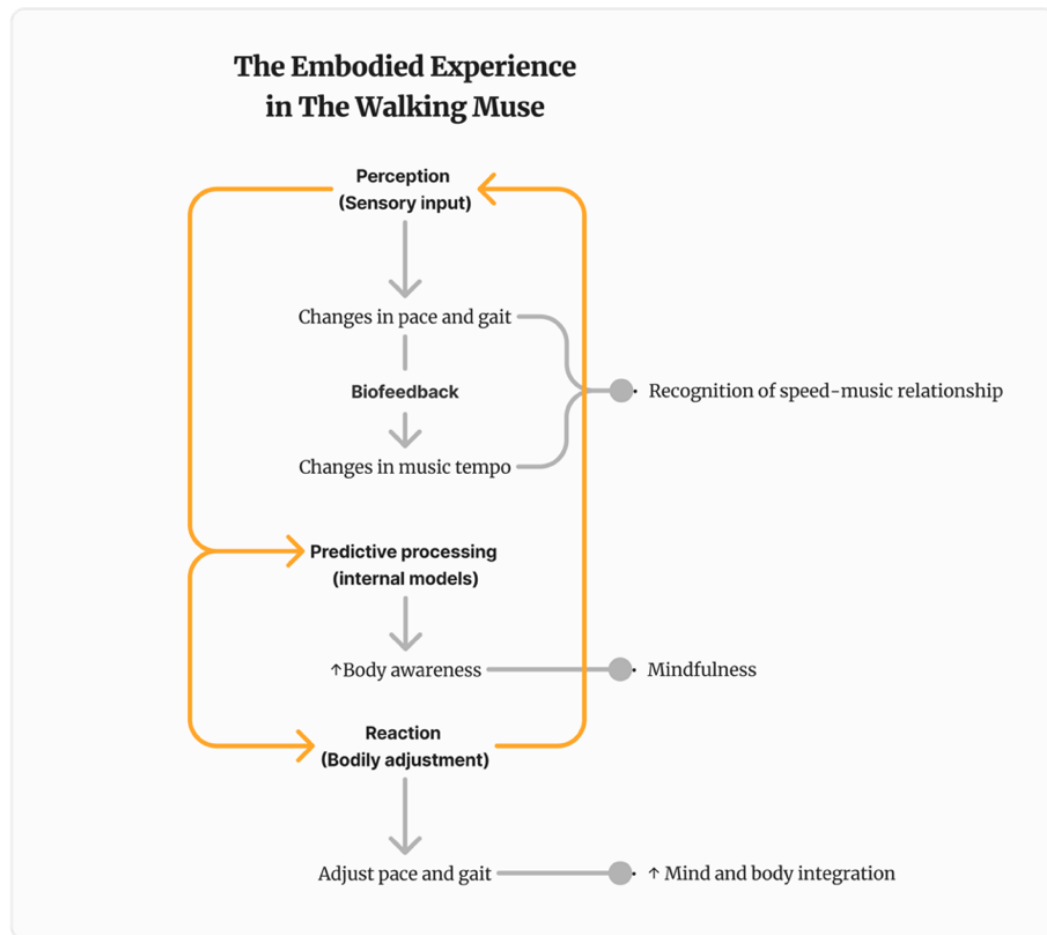 The Embodied Experience
in The Walking Muse
Perception
(Sensory input)
Changes in pace and gait
Biofeedback
Recognition of speed-music relationship
Changes in music tempo
Predictive processing
(internal models)
↑Body awareness
Mindfulness
Reaction
(Bodily adjustment)
Adjust pace and gait
↑ Mind and body integration